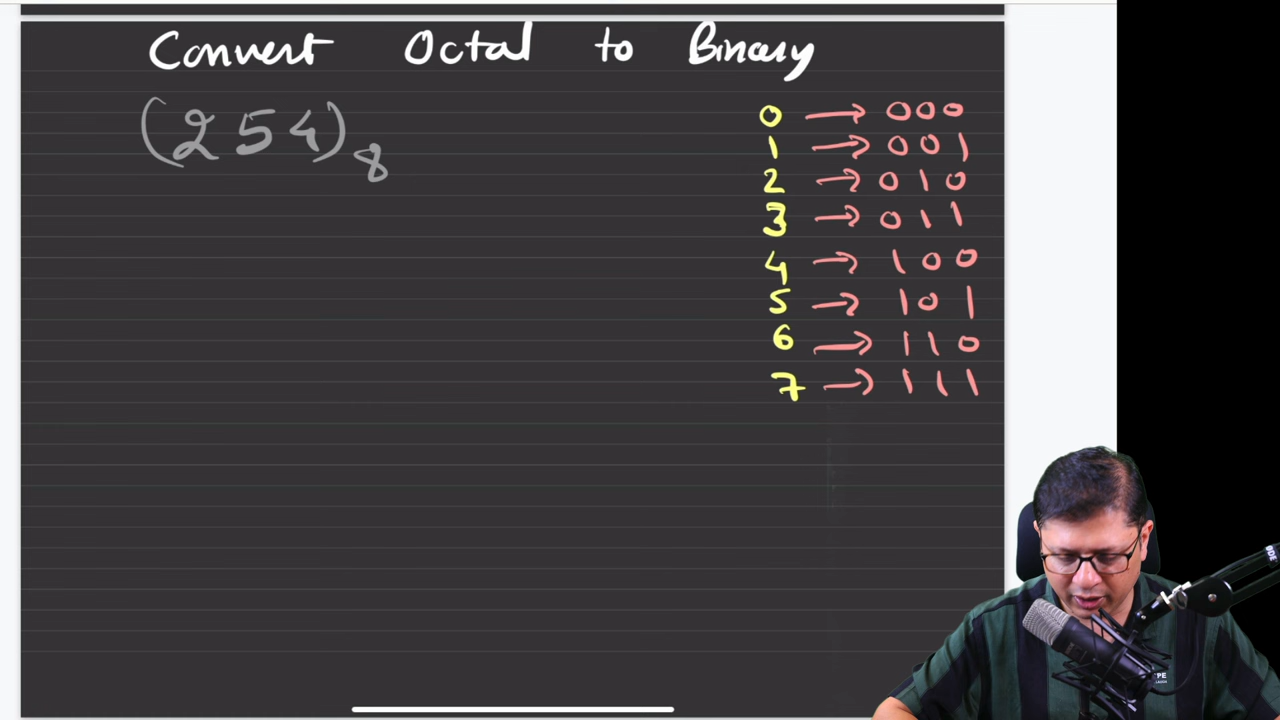 Convert Octal to Binary
(254)8
0 → 000
1 → 001
2 → 010
3 → 011
4 → 100
5 → 101
6 → 110
7 → 111